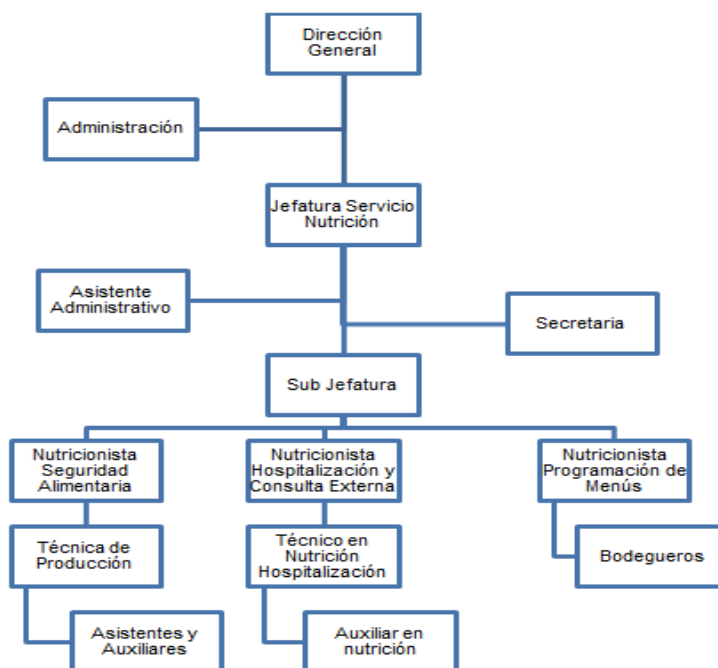 Dirección
General
Administración
Jefatura Servicio
Nutrición
Asistente
Administrativo
Secretaria
Sub Jefatura
Nutricionista
Seguridad
Alimentaria
Nutricionista
Hospitalización y
Consulta Externa
Nutricionista
Programación de
Menús
Técnica de
Producción
Técnico en
Nutrición
Hospitalización
Bodegueros
Asistentes y
Auxiliares
Auxiliar en
nutrición